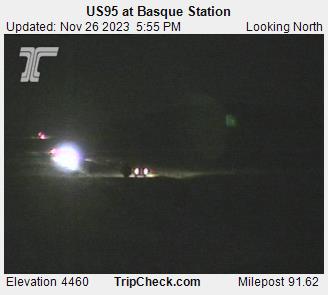 US95 at Basque Station
Updated: Nov 26 2023 5:55 PM Looking North
Elevation 4460 TripCheck.com Milepost 91.62